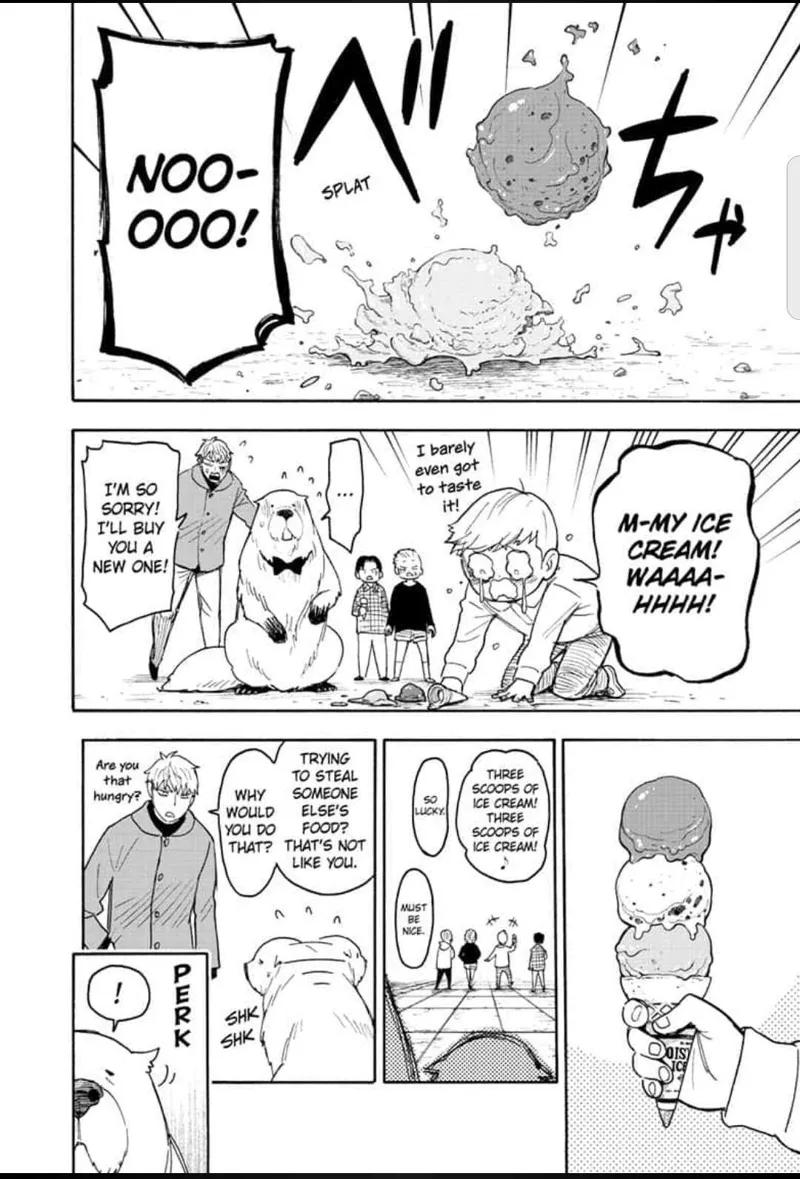 べちゃ
SPLAT
NOO-
OOO!
M-MY ICE
CREAM!
WAAAA-
HHHH!
I barely
even got
to taste
it!
...
I'M SO
SORRY!
I'LL BUY
YOU A
NEW ONE!
THREE
SCOOPS OF
ICE CREAM!
THREE
SCOOPS OF
ICE CREAM!
♪
SO
LUCKY.
MUST
BE
NICE.
TRYING
TO STEAL
SOMEONE
ELSE'S
FOOD?
THAT'S NOT
LIKE YOU.
WHY
WOULD
YOU DO
THAT?
Are you
that
hungry?
SHK
SHK
PERK
!